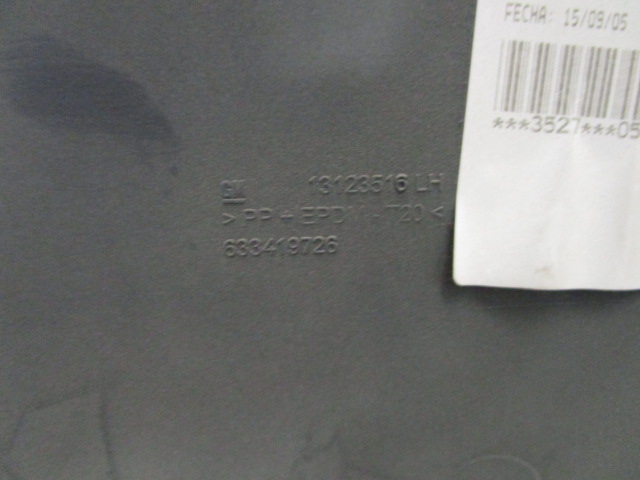 FECHA: 15/09/05
***3527***05
GM 13123516 LH
> PP + EPDM -T20 <
633419726